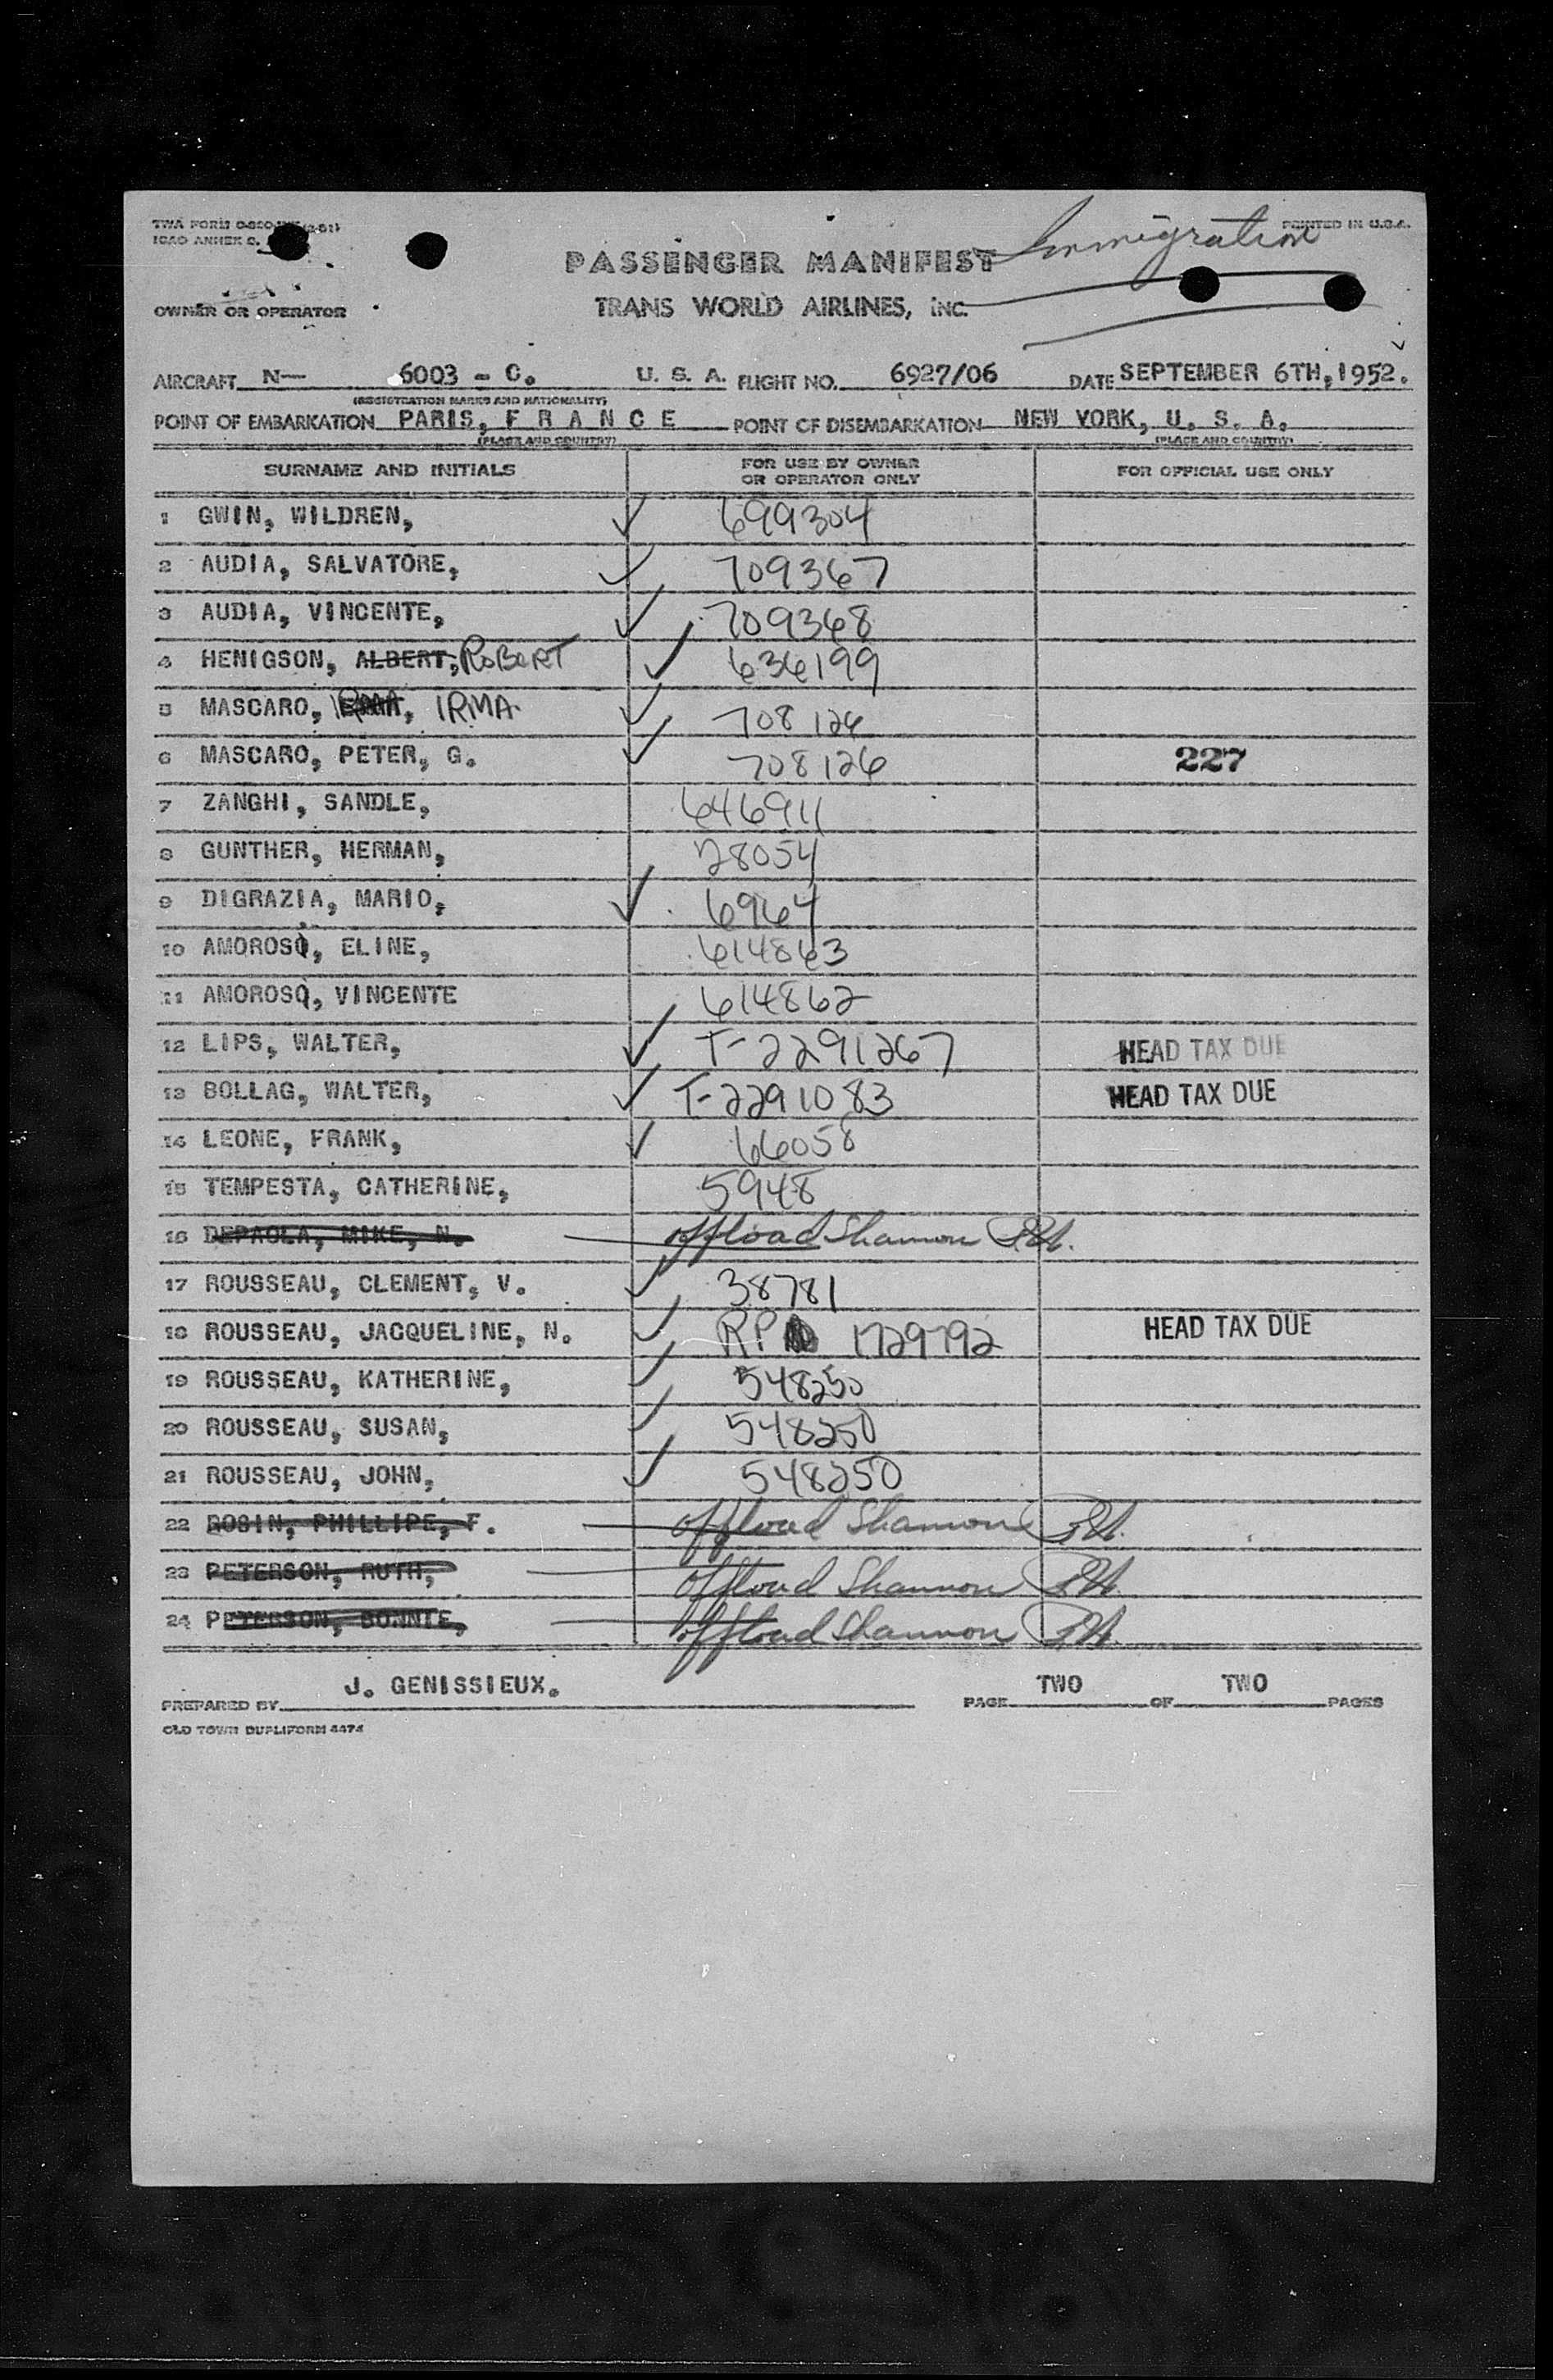 TWA FORM
ICAO ANNEX 9.
PRINTED IN U.S.A.
Immigration
PASSENGER MANIFEST
OWNER OR OPERATOR
TRANS WORLD AIRLINES, INC.
AIRCRAFT N— 6003 - C. U. S. A. FLIGHT NO. 6927/06 DATE SEPTEMBER 6TH, 1952.
(REGISTRATION MARKS AND NATIONALITY)
POINT OF EMBARKATION PARIS, F R A N C E POINT OF DISEMBARKATION NEW YORK, U. S. A.
(PLACE AND COUNTRY) (PLACE AND COUNTRY)
SURNAME AND INITIALS FOR USE BY OWNER OR OPERATOR ONLY FOR OFFICIAL USE ONLY
1 GWIN, WILDREN, ✓ 699304
2 AUDIA, SALVATORE, ✓ 709367
3 AUDIA, VINCENTE, ✓ 709368
4 HENIGSON, ALBERT, ROBERT ✓ 636199
5 MASCARO, IRMA ✓ 708126
6 MASCARO, PETER, G. ✓ 708126 227
7 ZANGHI, SANDLE, 646911
8 GUNTHER, HERMAN, 28054
9 DIGRAZIA, MARIO, ✓ 6964
10 AMOROSO, ELINE, 614863
11 AMOROSO, VINCENTE 614862
12 LIPS, WALTER, ✓ T-2291267 HEAD TAX DUE
13 BOLLAG, WALTER, ✓ T-2291083 HEAD TAX DUE
14 LEONE, FRANK, ✓ 66058
15 TEMPESTA, CATHERINE, 5948
16 DEPAOLA, MIKE, N. offload Shannon
17 ROUSSEAU, CLEMENT, V. ✓ 38781
18 ROUSSEAU, JACQUELINE, N. ✓ RP 1729792 HEAD TAX DUE
19 ROUSSEAU, KATHERINE, ✓ 548250
20 ROUSSEAU, SUSAN, ✓ 548250
21 ROUSSEAU, JOHN, ✓ 548250
22 ROSIN, PHILLIPE, F. offload Shannon
23 PETERSON, RUTH, offload Shannon
24 PETERSON, BONNIE, offload Shannon
PREPARED BY J. GENISSIEUX. PAGE TWO OF TWO PAGES
OLD TOWN DUPLIFORM 4474